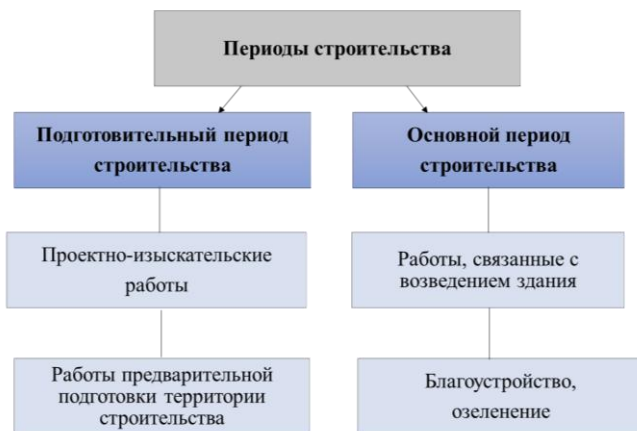 Периоды строительства
Подготовительный период
строительства
Основной период
строительства
Проектно-изыскательские
работы
Работы, связанные с
возведением здания
Работы предварительной
подготовки территории
строительства
Благоустройство,
озеленение